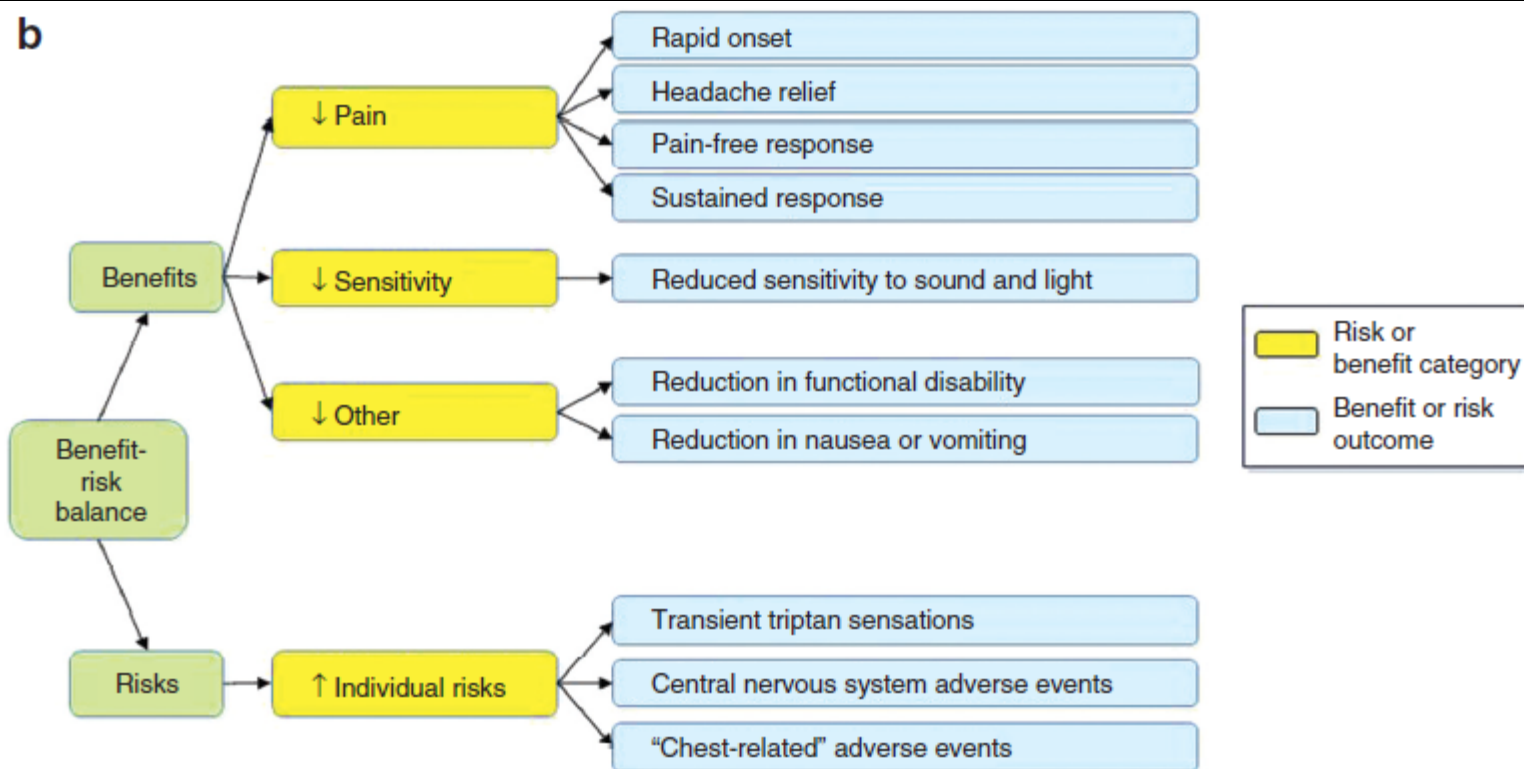 b
Rapid onset
↓ Pain
Headache relief
Pain-free response
Sustained response
Benefits
↓ Sensitivity
Reduced sensitivity to sound and light
Risk or
benefit category
Benefit or risk
outcome
↓ Other
Reduction in functional disability
Reduction in nausea or vomiting
Benefit-
risk
balance
Risks
↑ Individual risks
Transient triptan sensations
Central nervous system adverse events
“Chest-related” adverse events